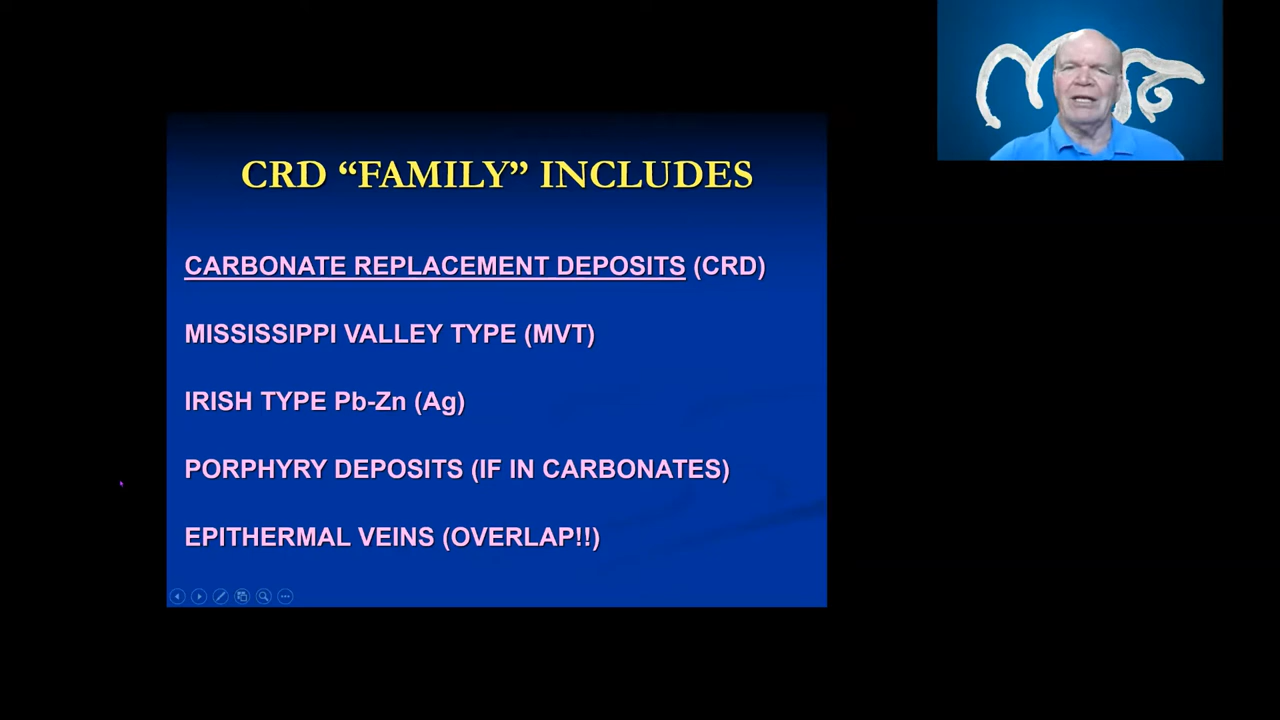 CRD “FAMILY” INCLUDES
CARBONATE REPLACEMENT DEPOSITS (CRD)
MISSISSIPPI VALLEY TYPE (MVT)
IRISH TYPE Pb-Zn (Ag)
PORPHYRY DEPOSITS (IF IN CARBONATES)
EPITHERMAL VEINS (OVERLAP!!)